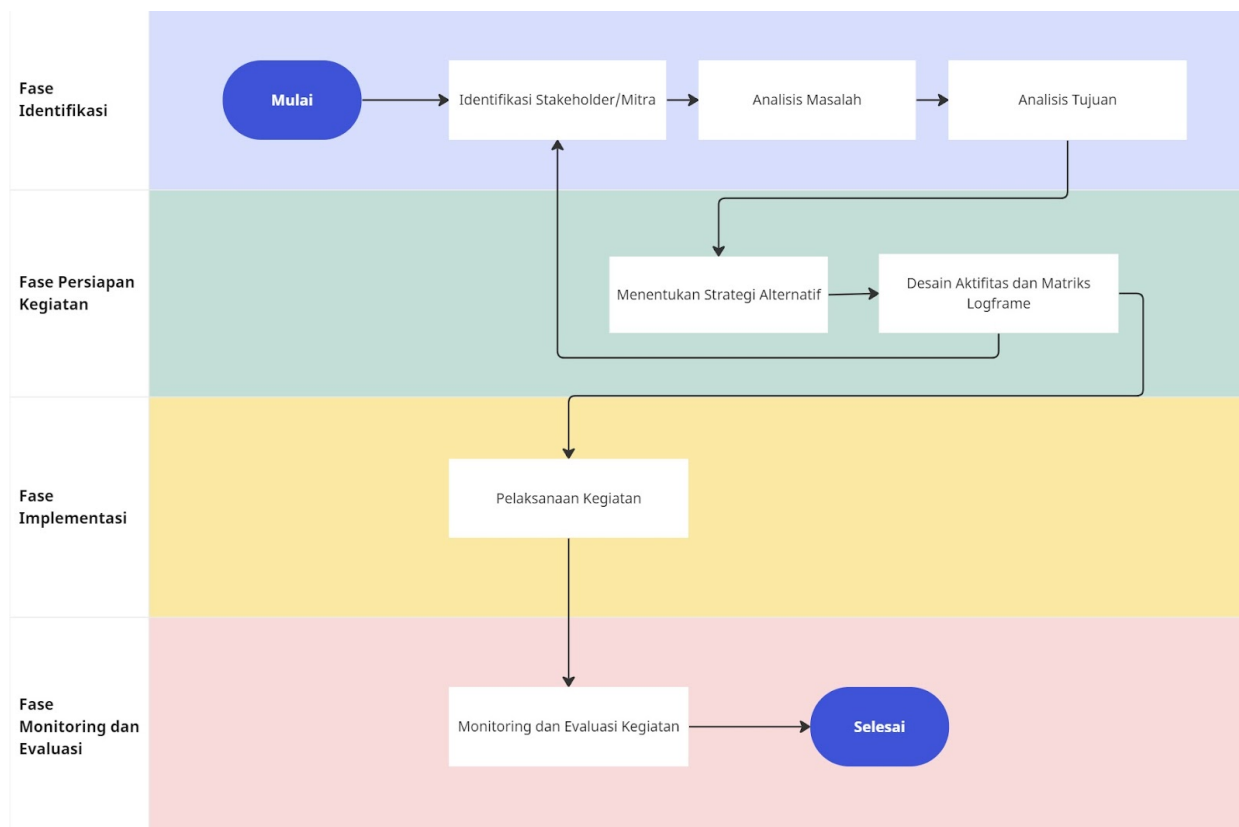 Fase
Identifikasi
Mulai
Identifikasi Stakeholder/Mitra
Analisis Masalah
Analisis Tujuan
Fase Persiapan
Kegiatan
Menentukan Strategi Alternatif
Desain Aktifitas dan Matriks
Logframe
Fase
Implementasi
Pelaksanaan Kegiatan
Fase
Monitoring dan
Evaluasi
Monitoring dan Evaluasi Kegiatan
Selesai